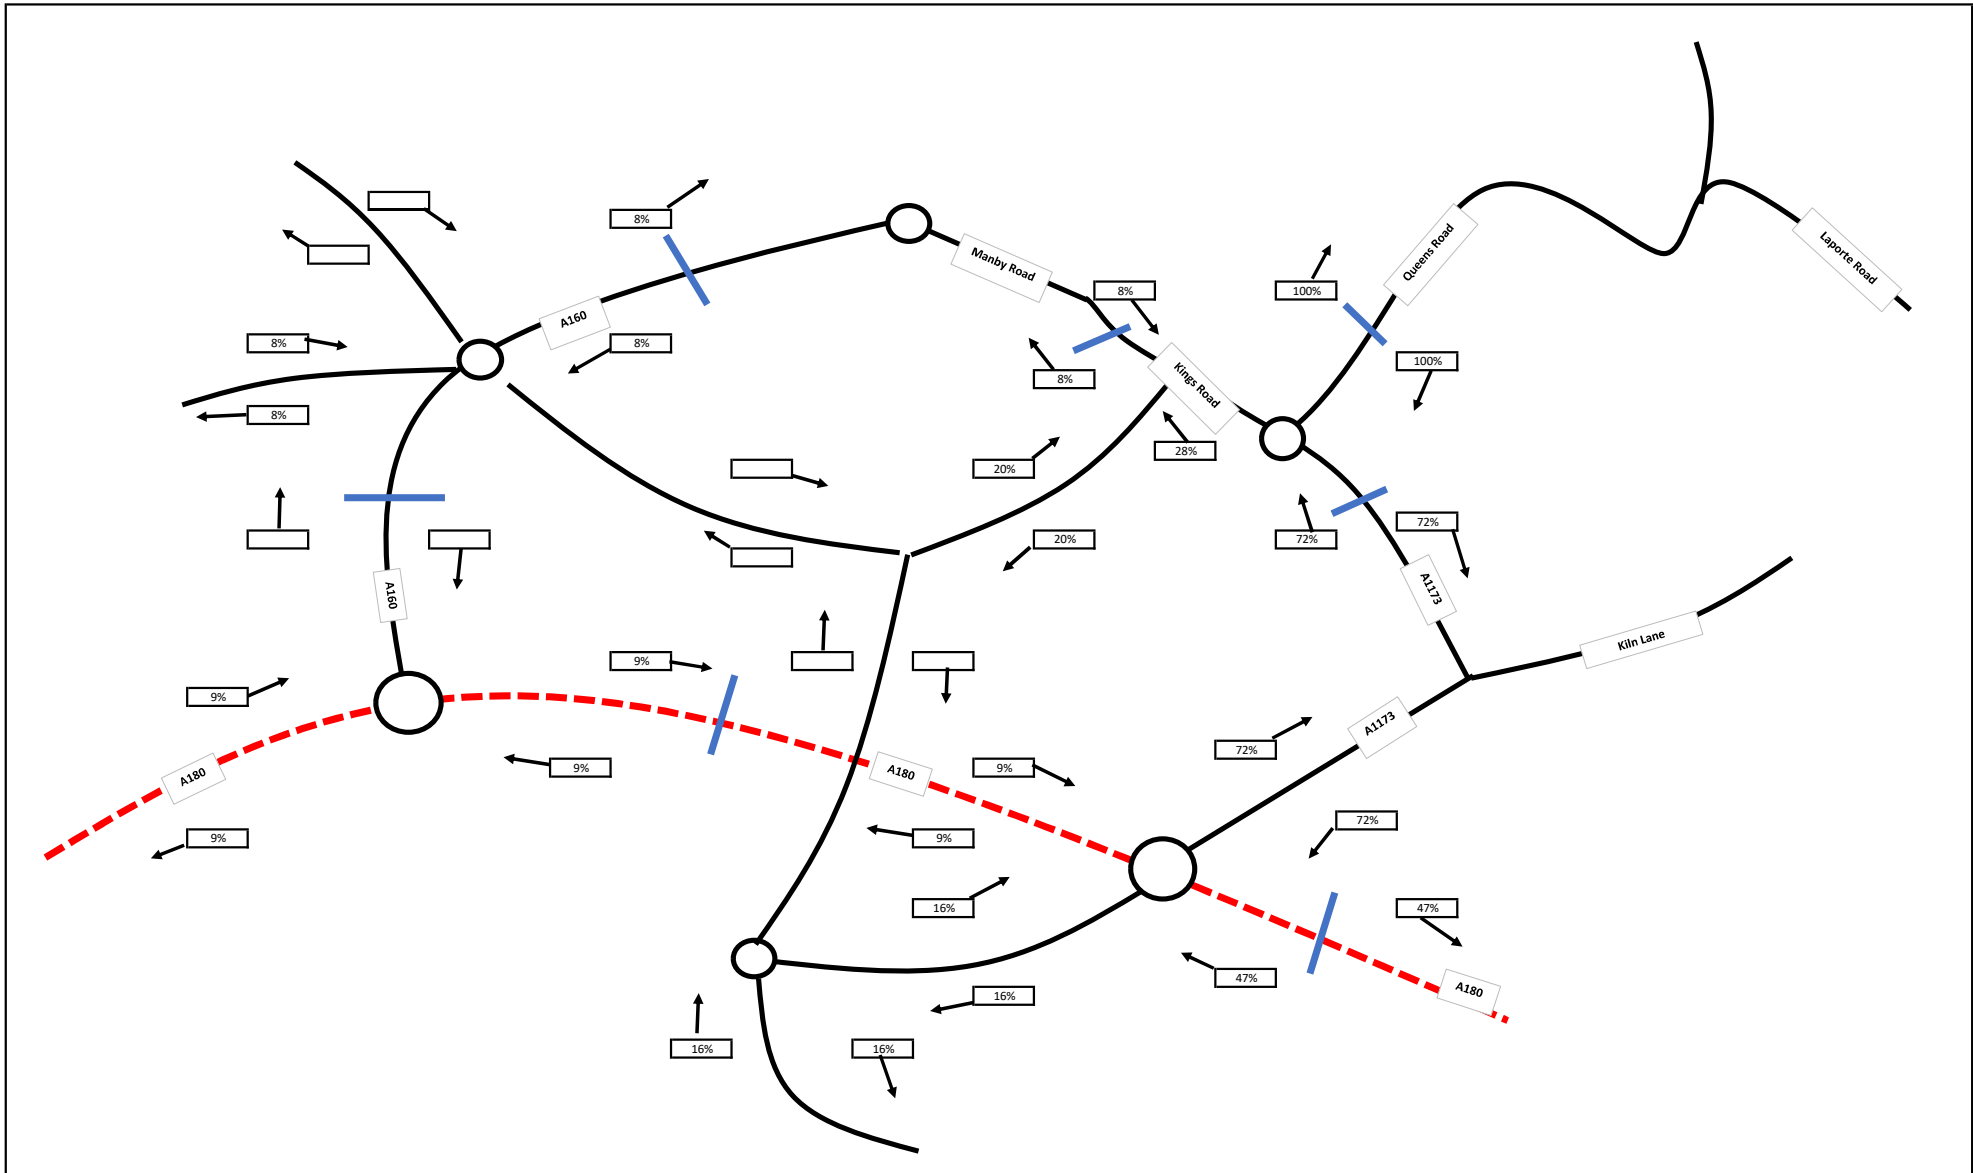 8%
100%
Queens Road
Laporte Road
Manby Road
8%
A160
8%
8%
100%
8%
Kings Road
8%
28%
20%
72%
20%
72%
A160
A1173
Kiln Lane
9%
9%
A1173
72%
A180
9%
A180
9%
9%
9%
72%
16%
47%
47%
A180
16%
16%
16%